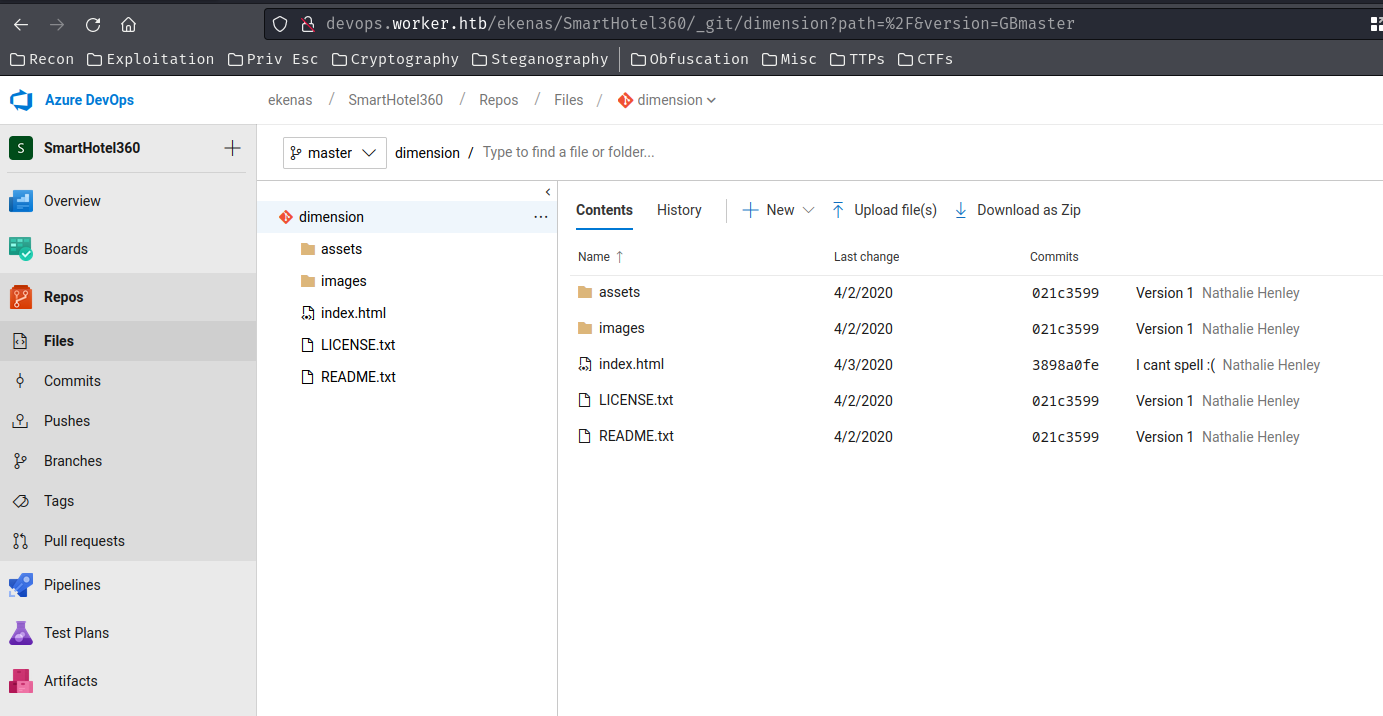 devops.worker.htb/ekenas/SmartHotel360/_git/dimension?path=%2F&version=GBmaster
Recon Exploitation Priv Esc Cryptography Steganography Obfuscation Misc TTPs CTFs
Azure DevOps
ekenas / SmartHotel360 / Repos / Files / dimension
S SmartHotel360
master dimension / Type to find a file or folder...
Overview
Boards
Repos
Files
Commits
Pushes
Branches
Tags
Pull requests
Pipelines
Test Plans
Artifacts
dimension
assets
images
index.html
LICENSE.txt
README.txt
Contents History New Upload file(s) Download as Zip
Name ↑ Last change Commits
assets 4/2/2020 021c3599 Version 1 Nathalie Henley
images 4/2/2020 021c3599 Version 1 Nathalie Henley
index.html 4/3/2020 3898a0fe I cant spell :( Nathalie Henley
LICENSE.txt 4/2/2020 021c3599 Version 1 Nathalie Henley
README.txt 4/2/2020 021c3599 Version 1 Nathalie Henley